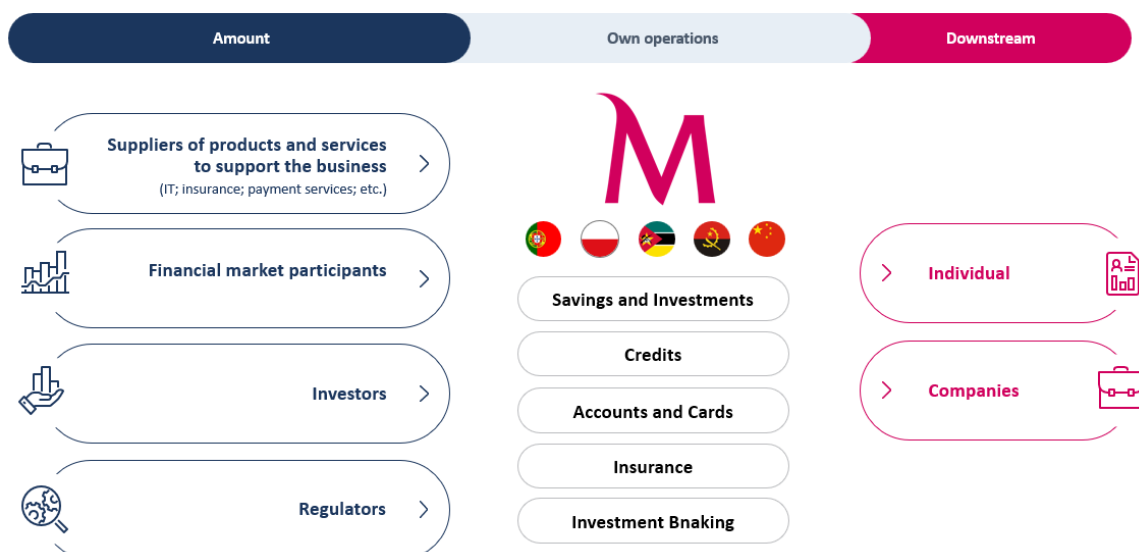 Amount
Own operations
Downstream
Suppliers of products and services
to support the business
(IT; insurance; payment services; etc.)
Financial market participants
Investors
Regulators
M
Savings and Investments
Credits
Accounts and Cards
Insurance
Investment Bnaking
Individual
Companies